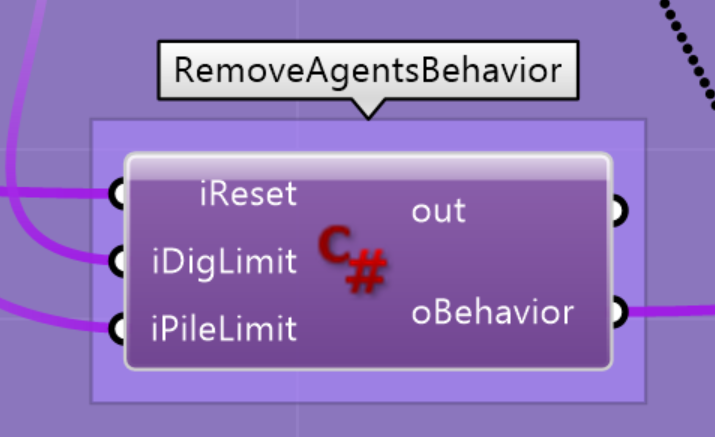 RemoveAgentsBehavior
iReset
iDigLimit
iPileLimit
C#
out
oBehavior